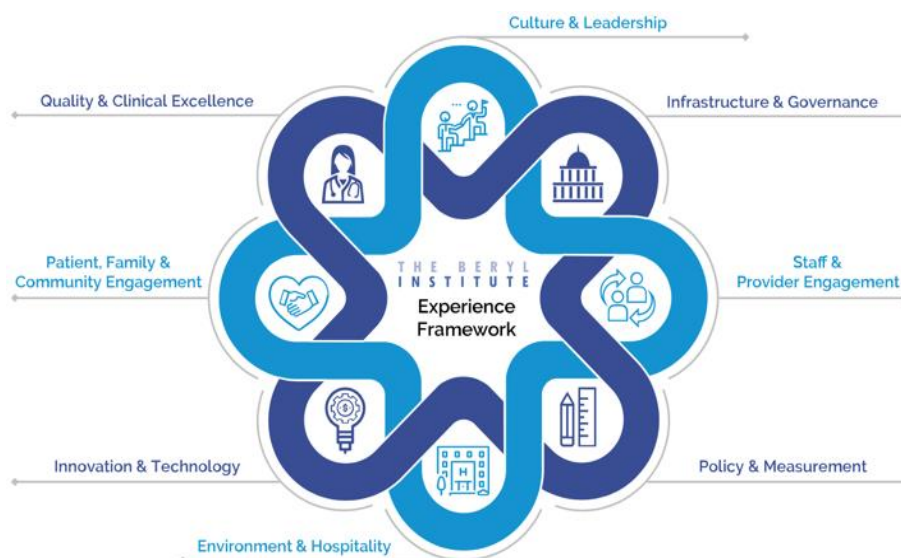 Culture & Leadership
Quality & Clinical Excellence
Infrastructure & Governance
Patient, Family &
Community Engagement
THE BERYL
INSTITUTE
Experience
Framework
Staff &
Provider Engagement
Innovation & Technology
Policy & Measurement
Environment & Hospitality
H